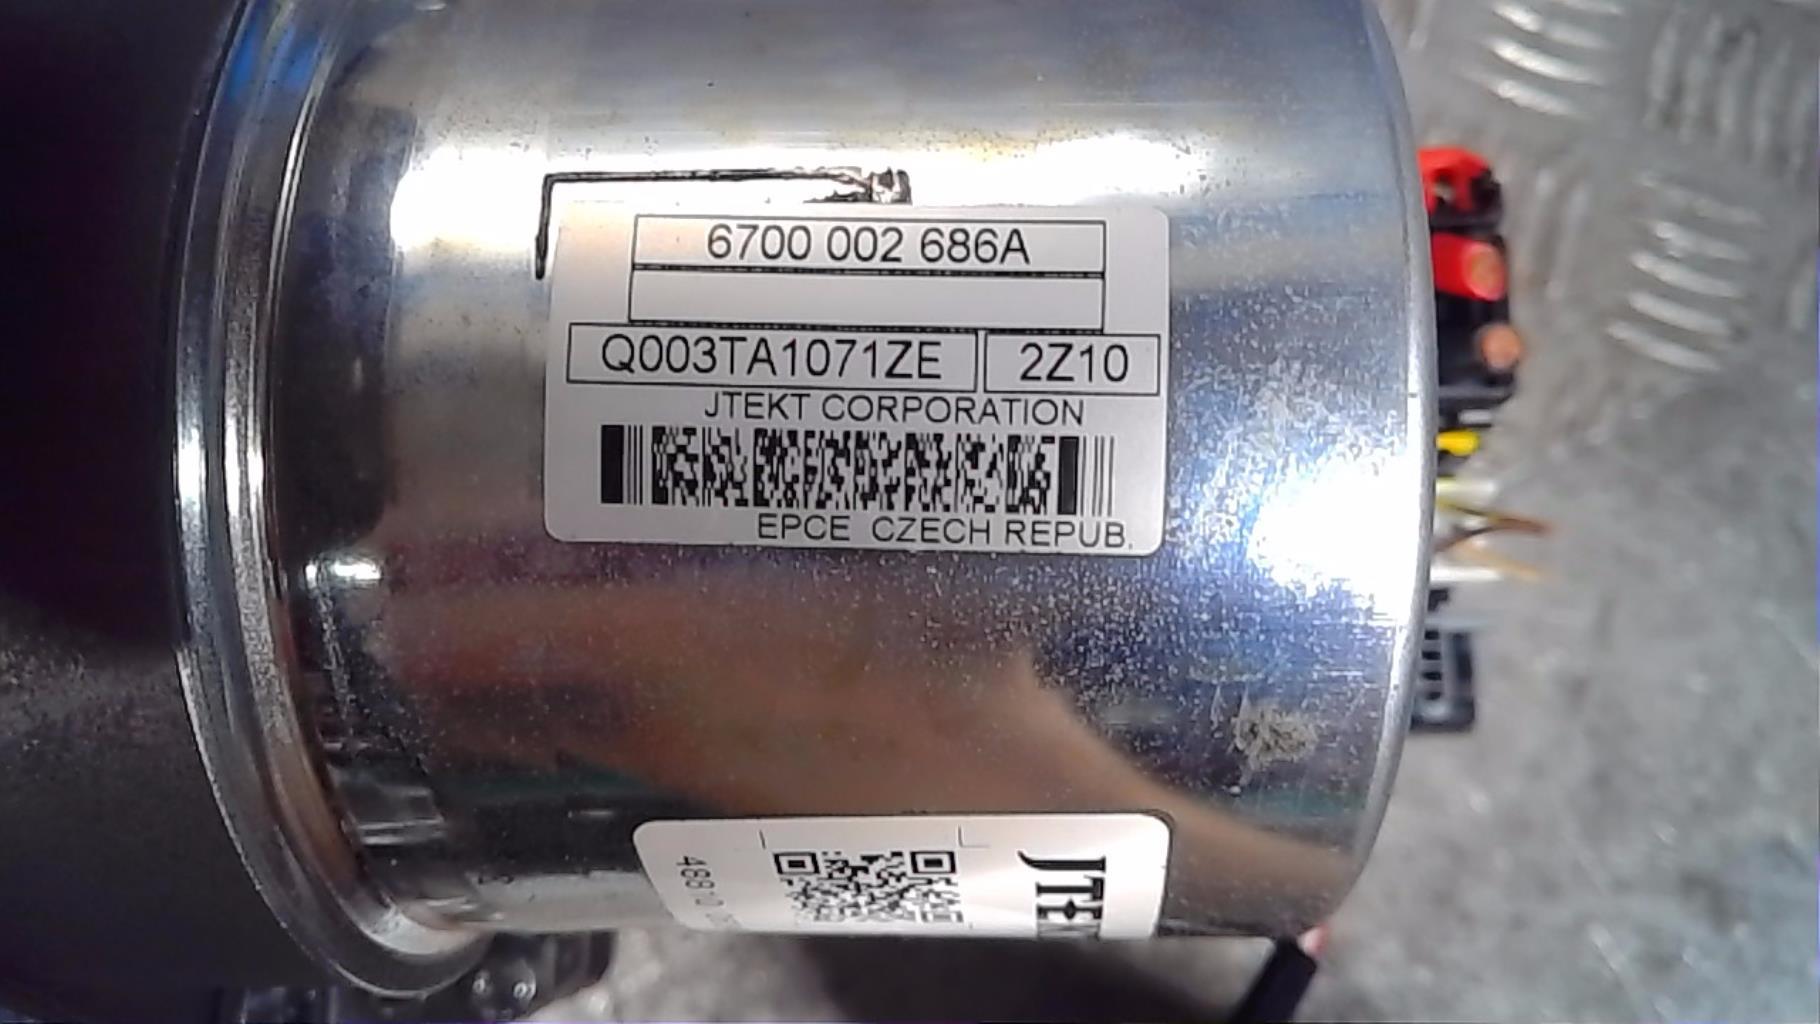 6700 002 686A
Q003TA1071ZE 2Z10
JTEKT CORPORATION
EPCE CZECH REPUB.